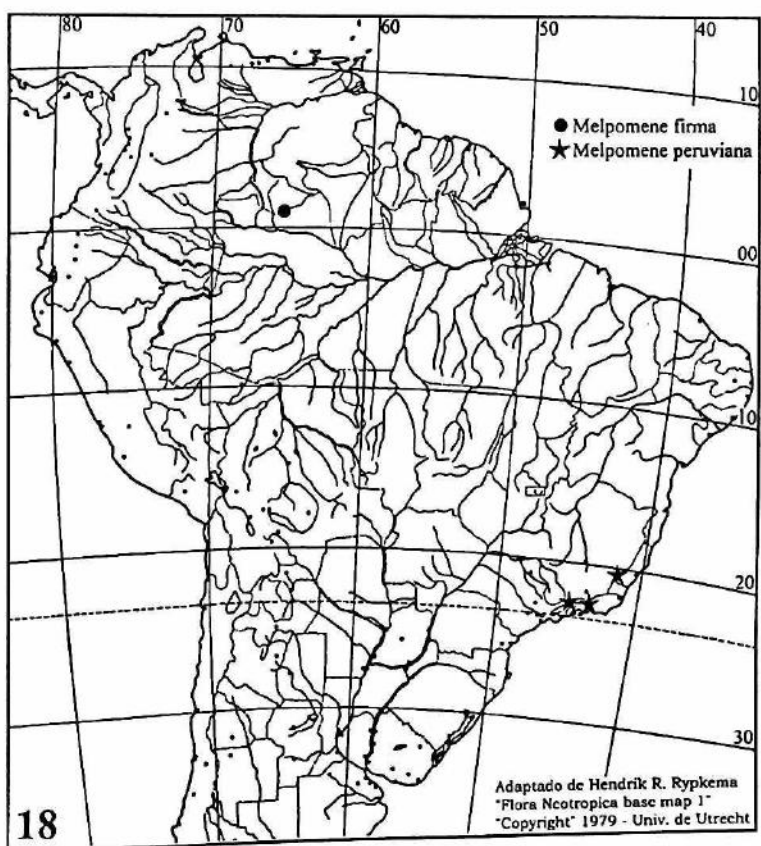 80 70 60 50 40
10
● Melpomene firma
★ Melpomene peruviana
00
10
20
30
Adaptado de Hendrik R. Rypkema
"Flora Neotropica base map 1"
"Copyright" 1979 - Univ. de Utrecht
18